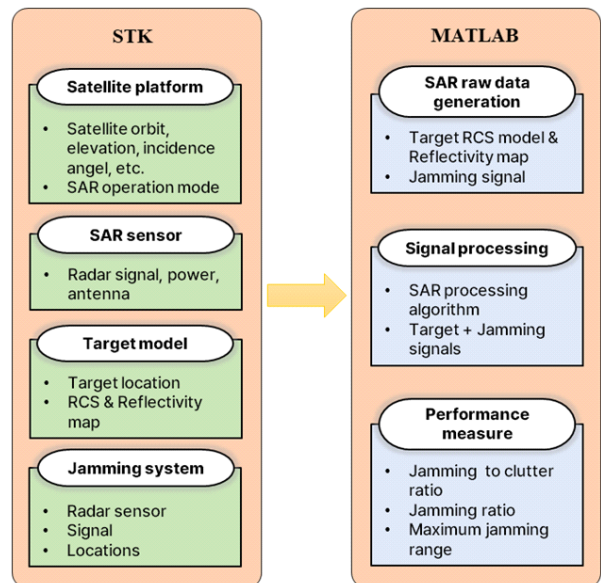 STK
Satellite platform
• Satellite orbit,
elevation, incidence
angel, etc.
• SAR operation mode
SAR sensor
• Radar signal, power,
antenna
Target model
• Target location
• RCS & Reflectivity
map
Jamming system
• Radar sensor
• Signal
• Locations
MATLAB
SAR raw data
generation
• Target RCS model &
Reflectivity map
• Jamming signal
Signal processing
• SAR processing
algorithm
• Target + Jamming
signals
Performance
measure
• Jamming to clutter
ratio
• Jamming ratio
• Maximum jamming
range